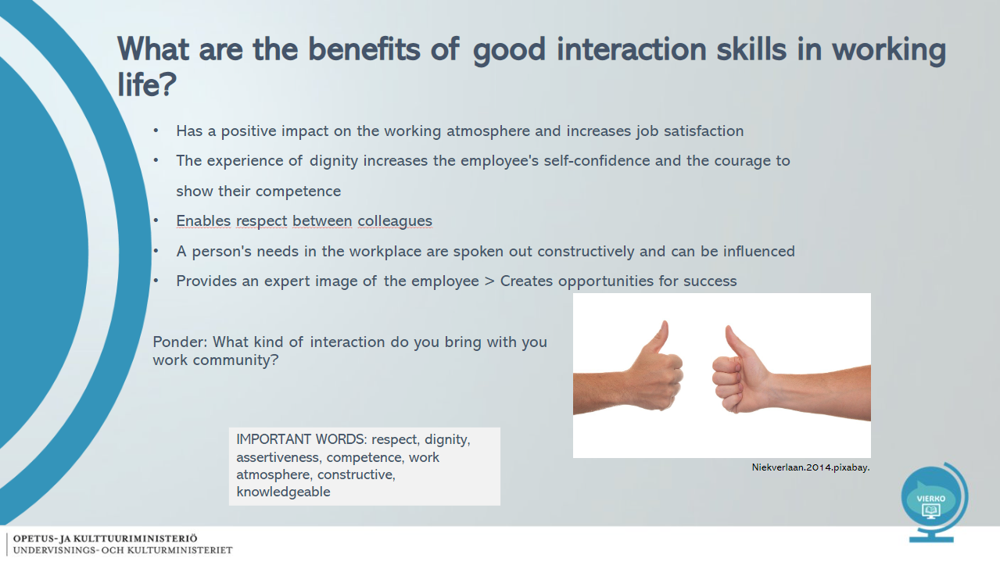 What are the benefits of good interaction skills in working
life?
• Has a positive impact on the working atmosphere and increases job satisfaction
• The experience of dignity increases the employee's self-confidence and the courage to
show their competence
• Enables respect between colleagues
• A person's needs in the workplace are spoken out constructively and can be influenced
• Provides an expert image of the employee > Creates opportunities for success
Ponder: What kind of interaction do you bring with you
work community?
IMPORTANT WORDS: respect, dignity,
assertiveness, competence, work
atmosphere, constructive,
knowledgeable
Niekverlaan.2014.pixabay.
VIERKO
OPETUS- JA KULTTUURIMINISTERIÖ
UNDERVISNINGS- OCH KULTURMINISTERIET